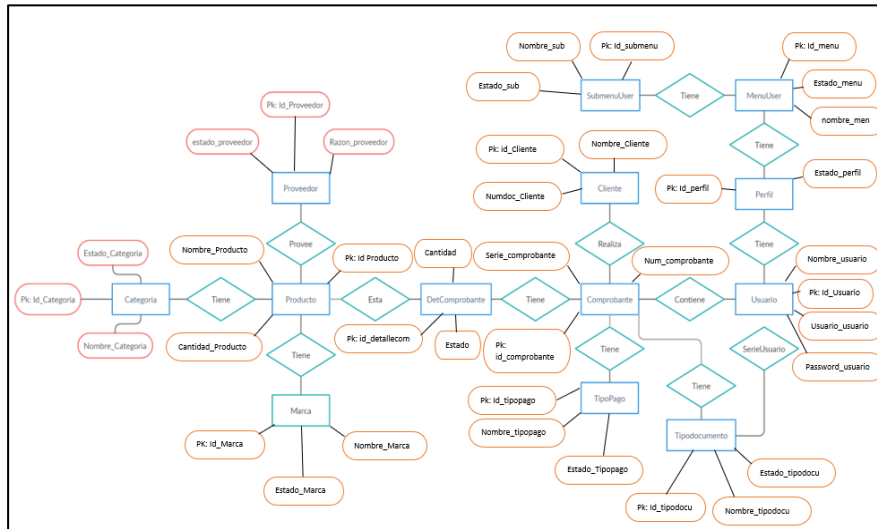 Nombre_sub
Pk: Id_submenu
Pk: Id_menu
Estado_sub
SubmenuUser
Tiene
MenuUser
Estado_menu
nombre_men
Pk: Id_Proveedor
estado_proveedor
Razon_proveedor
Pk: id_Cliente
Nombre_Cliente
Tiene
Proveedor
Numdoc_Cliente
Cliente
Pk: Id_perfil
Perfil
Estado_perfil
Nombre_Producto
Provee
Pk: Id Producto
Cantidad
Serie_comprobante
Realiza
Num_comprobante
Tiene
Nombre_usuario
Estado_Categoria
Pk: Id_Categoria
Categoria
Tiene
Producto
Esta
DetComprobante
Tiene
Comprobante
Contiene
Usuario
Pk: Id_Usuario
Usuario_usuario
Nombre_Categoria
Cantidad_Producto
Pk: id_detallecom
Estado
Pk:
id_comprobante
Tiene
SerieUsuario
Password_usuario
Tiene
Marca
Pk: Id_tipopago
TipoPago
Tiene
Pk: Id_Marca
Nombre_Marca
Nombre_tipopago
Tipodocumento
Estado_Marca
Estado_Tipopago
Estado_tipodocu
Pk: Id_tipodocu
Nombre_tipodocu